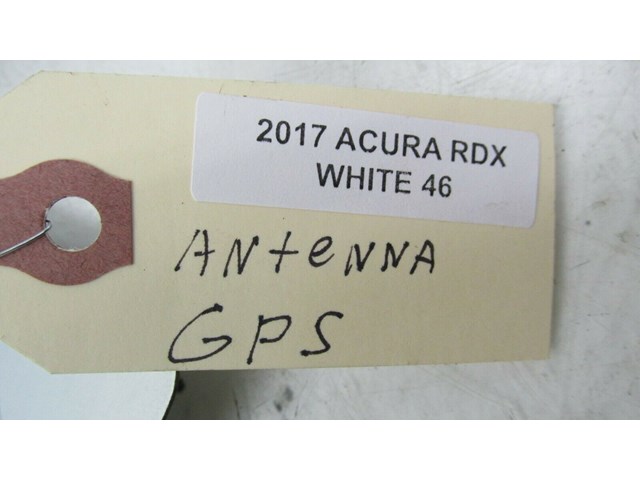 2017 ACURA RDX
WHITE 46
ANteNNA
GPS